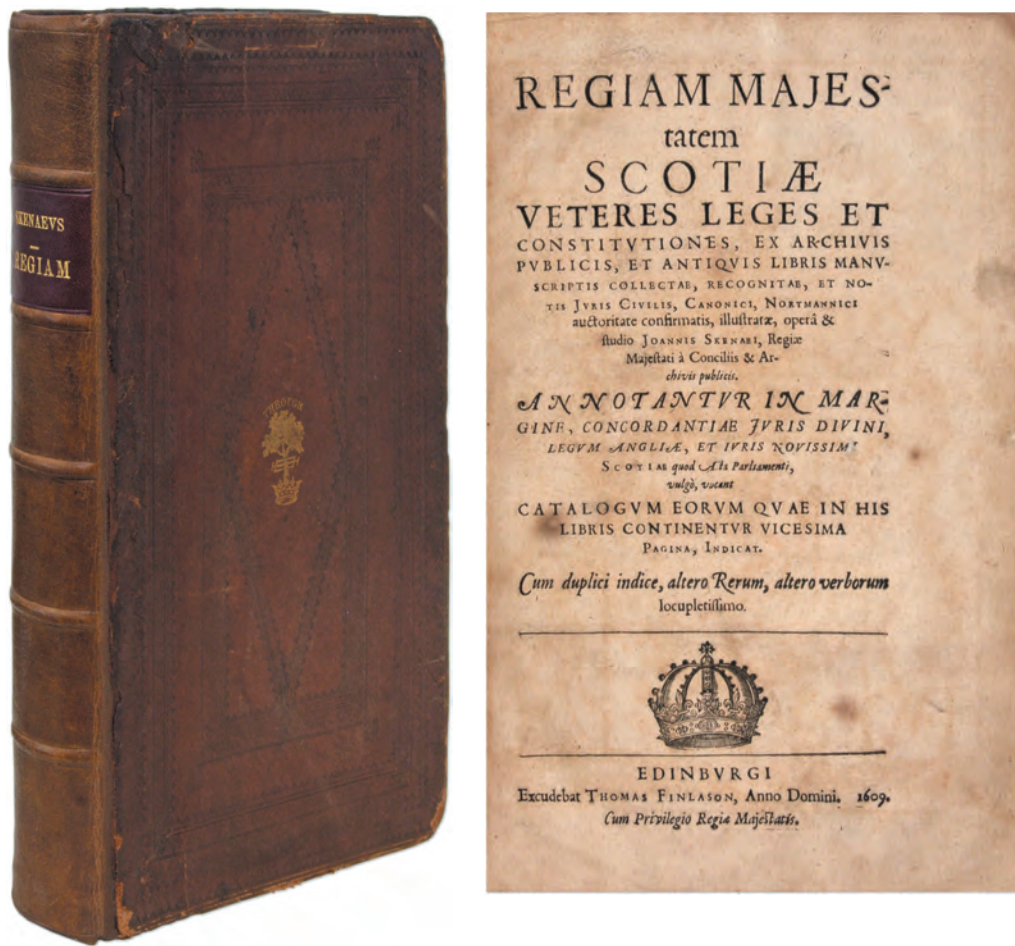 SKENAEVS
REGIAM
THROUGH
REGIAM MAJES-
tatem
SCOTIÆ
VETERES LEGES ET
CONSTITVTIONES, EX ARCHIVIS
PVBLICIS, ET ANTIQVIS LIBRIS MANV-
SCRIPTIS COLLECTAE, RECOGNITAE, ET NO-
TIS JVRIS CIVILIS, CANONICI, NORTMANNICI
auctoritate confirmatis, illustratæ, operâ &
ſtudio JOANNIS SKENAEI, Regiæ
Majeſtati à Conciliis & Ar-
chivis publicis.
ANNOTANTVR IN MAR-
GINE, CONCORDANTIAE JVRIS DIVINI,
LEGVM ANGLIÆ, ET IVRIS NOVISSIMI
SCOTIAE quod Acta Parliamenti,
vulgò, vocant
CATALOGVM EORVM QVAE IN HIS
LIBRIS CONTINENTVR VICESIMA
PAGINA, INDICAT.
Cum duplici indice, altero Rerum, altero verborum
locupletiſſimo.
EDINBVRGI
Excudebat THOMAS FINLASON, Anno Domini. 1609.
Cum Privilegio Regiæ Majeſtatis.